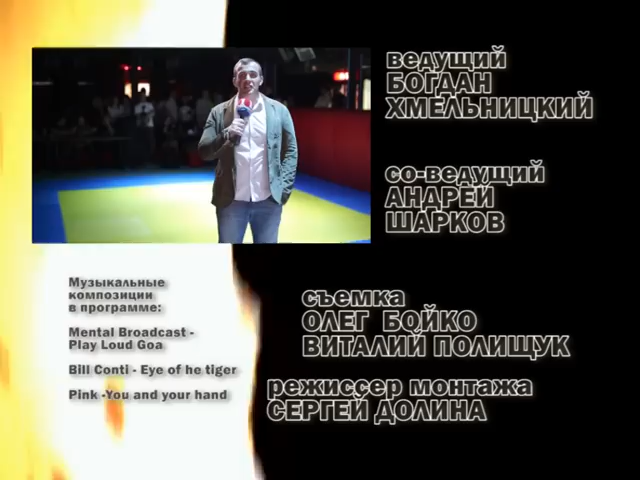 ведущий
БОГДАН
ХМЕЛЬНИЦКИЙ
со-ведущий
АНДРЕЙ
ШАРКОВ
Музыкальные
композиции
в программе:
Mental Broadcast -
Play Loud Goa
Bill Conti - Eye of he tiger
Pink -You and your hand
съемка
ОЛЕГ БОЙКО
ВИТАЛИЙ ПОЛИЩУК
режиссер монтажа
СЕРГЕЙ ДОЛИНА